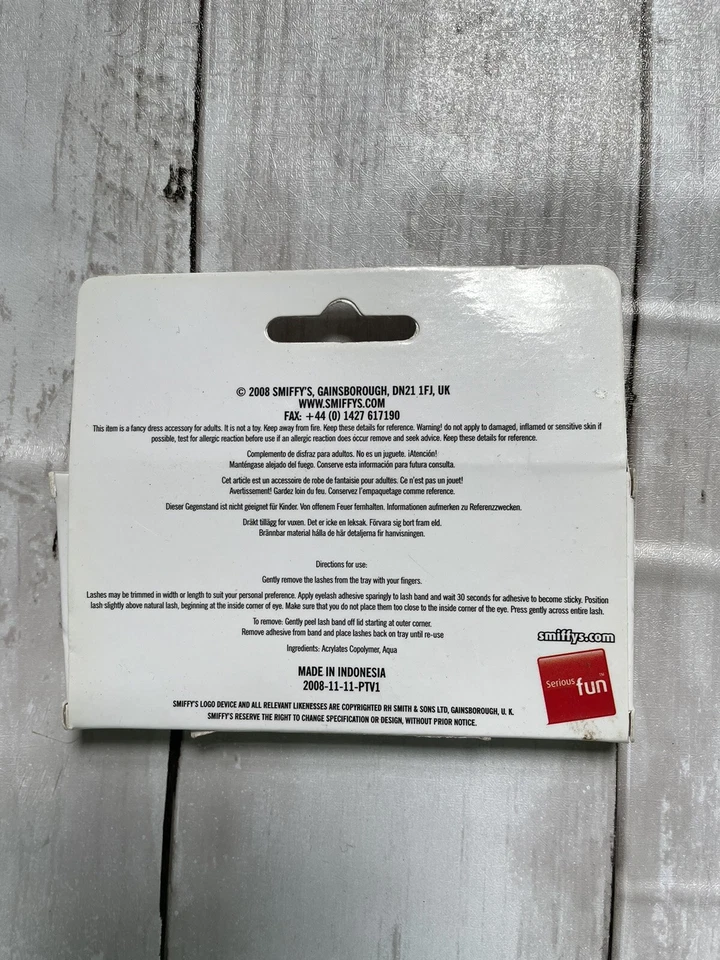 © 2008 SMIFFY'S, GAINSBOROUGH, DN21 1FJ, UK
WWW.SMIFFYS.COM
FAX: +44 (0) 1427 617190
This item is a fancy dress accessory for adults. It is not a toy. Keep away from fire. Keep these details for reference. Warning! do not apply to damaged, inflamed or sensitive skin if
possible, test for allergic reaction before use if an allergic reaction does occur remove and seek advice. Keep these details for reference.
Complemento de disfraz para adultos. No es un juguete. ¡Atención!
Manténgase alejado del fuego. Conserve esta información para futura consulta.
Cet article est un accessoire de robe de fantaisie pour adultes. Ce n'est pas un jouet!
Avertissement! Gardez loin du feu. Conservez l'empaquetage comme reference.
Dieser Gegenstand ist nicht geeignet für Kinder. Von offenem Feuer fernhalten. Informationen aufmerken zu Referenzzwecken.
Dräkt tillägg for vuxen. Det er icke en leksak. Förvara sig bort fram eld.
Brännbar material hålla de här detaljerna fir hanvisningen.
Directions for use:
Gently remove the lashes from the tray with your fingers.
Lashes may be trimmed in width or length to suit your personal preference. Apply eyelash adhesive sparingly to lash band and wait 30 seconds for adhesive to become sticky. Position
lash slightly above natural lash, beginning at the inside corner of eye. Make sure that you do not place them too close to the inside corner of the eye. Press gently across entire lash.
To remove: Gently peel lash band off lid starting at outer corner.
Remove adhesive from band and place lashes back on tray until re-use
Ingredients: Acrylates Copolymer, Aqua
smiffys.com
Serious fun™
MADE IN INDONESIA
2008-11-11-PTV1
SMIFFY'S LOGO DEVICE AND ALL RELEVANT LIKENESSES ARE COPYRIGHTED RH SMITH & SONS LTD, GAINSBOROUGH, U. K.
SMIFFY'S RESERVE THE RIGHT TO CHANGE SPECIFICATION OR DESIGN, WITHOUT PRIOR NOTICE.